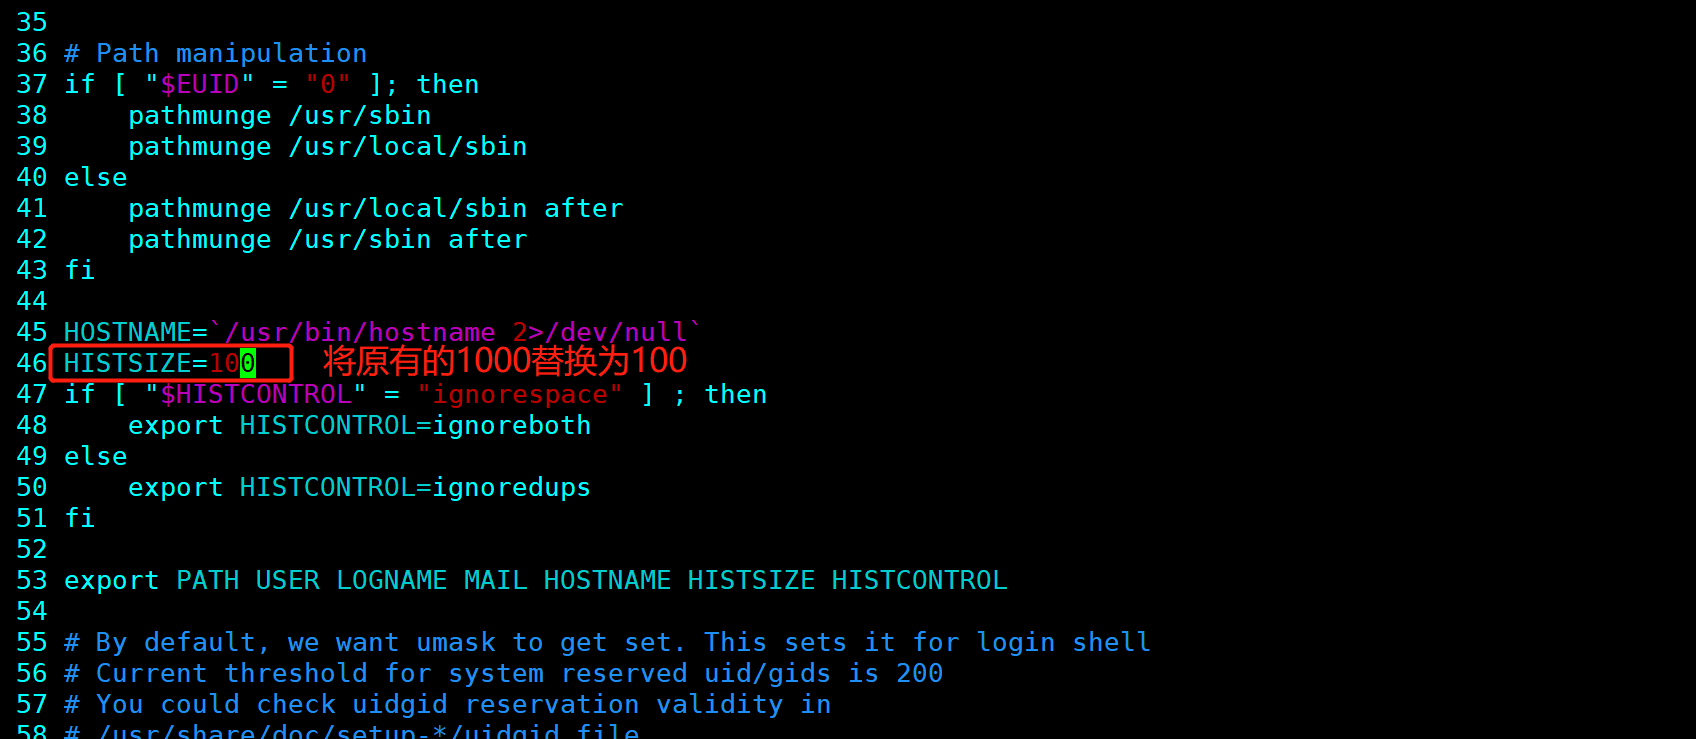 35
36 # Path manipulation
37 if [ "$EUID" = "0" ]; then
38     pathmunge /usr/sbin
39     pathmunge /usr/local/sbin
40 else
41     pathmunge /usr/local/sbin after
42     pathmunge /usr/sbin after
43 fi
44
45 HOSTNAME=`/usr/bin/hostname 2>/dev/null`
46 HISTSIZE=100 将原有的1000替换为100
47 if [ "$HISTCONTROL" = "ignorespace" ] ; then
48     export HISTCONTROL=ignoreboth
49 else
50     export HISTCONTROL=ignoredups
51 fi
52
53 export PATH USER LOGNAME MAIL HOSTNAME HISTSIZE HISTCONTROL
54
55 # By default, we want umask to get set. This sets it for login shell
56 # Current threshold for system reserved uid/gids is 200
57 # You could check uidgid reservation validity in
58 # /usr/share/doc/setup-*/uidgid file